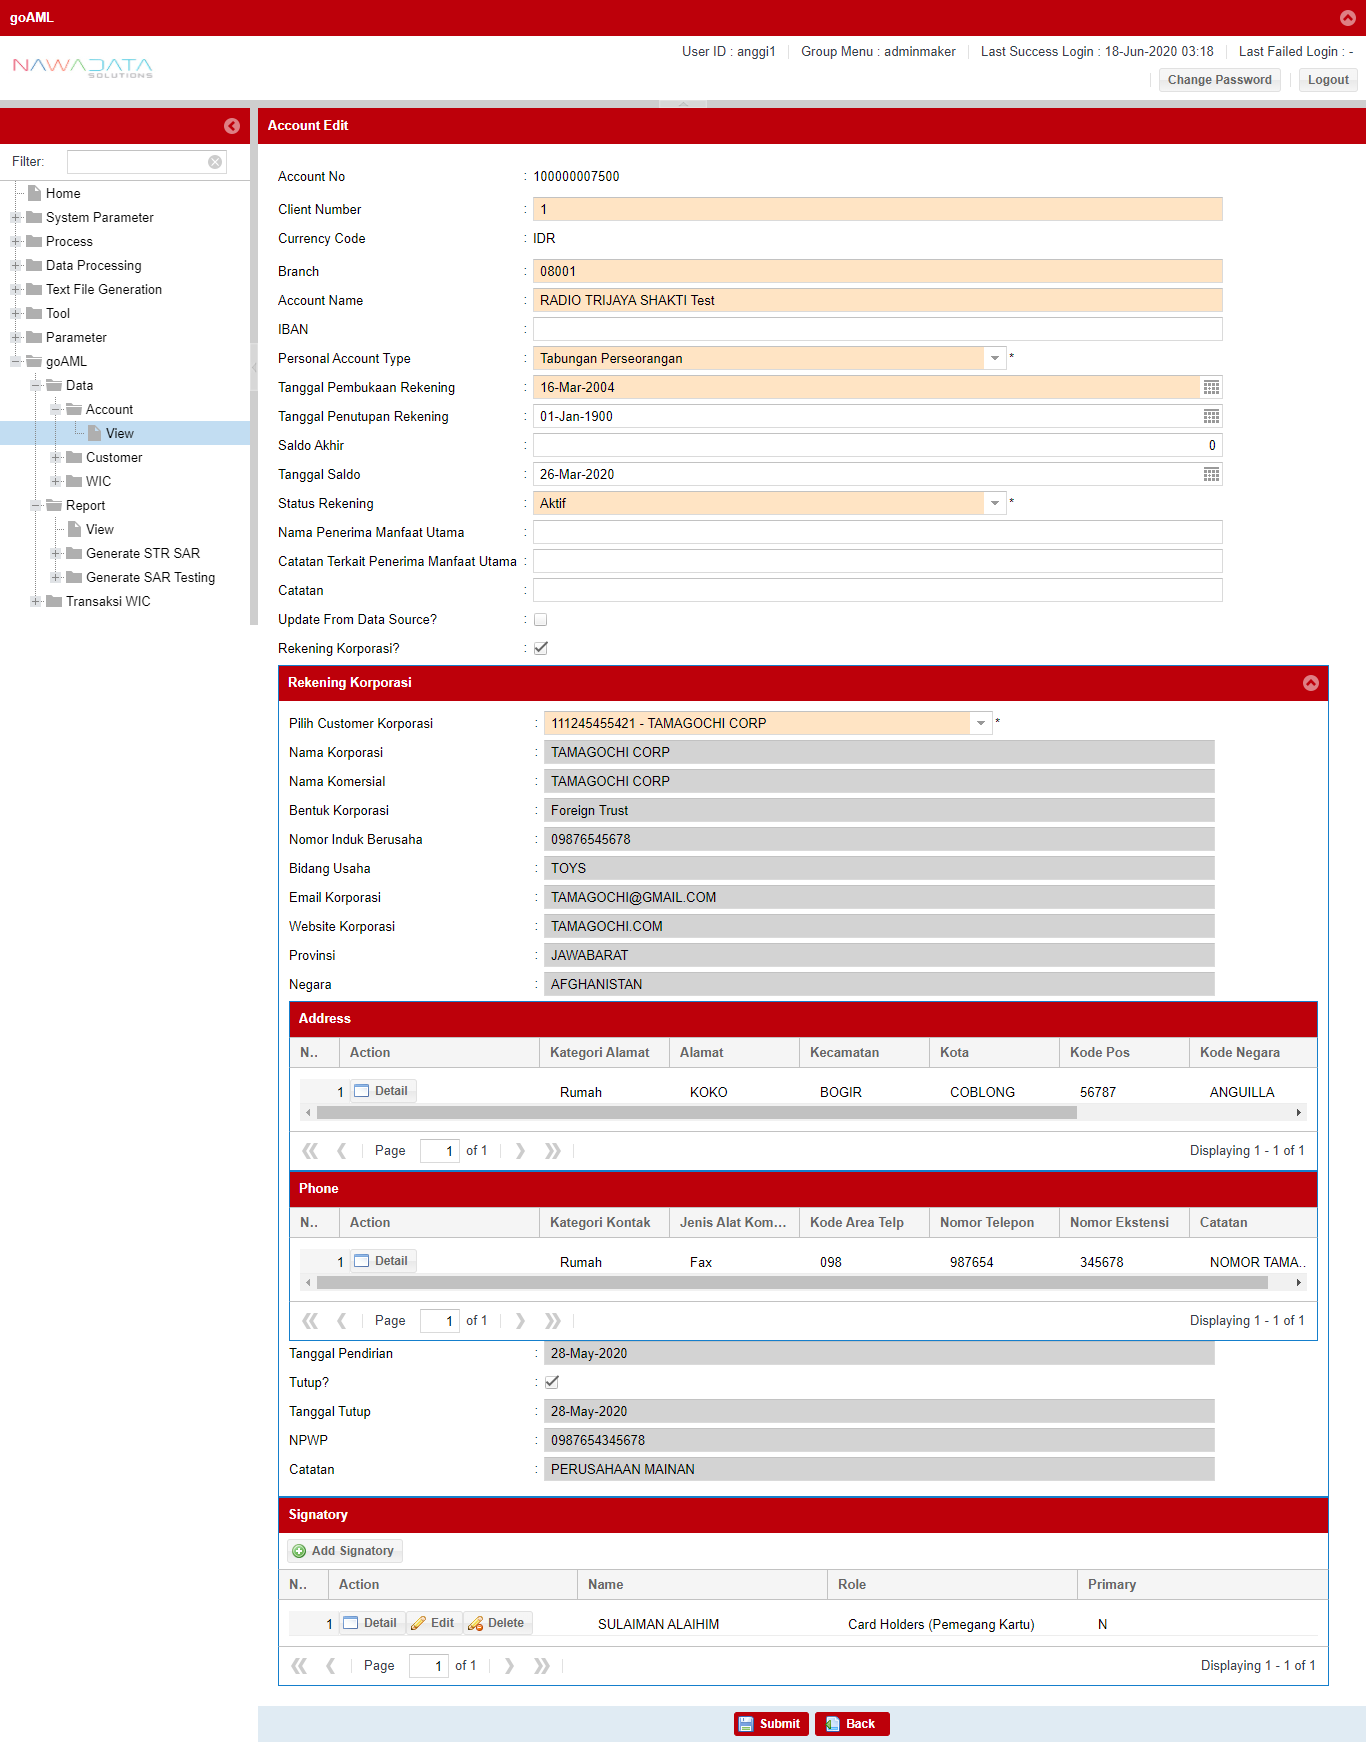 goAML
NAWADATA
SOLUTIONS
User ID : anggi1 Group Menu : adminmaker Last Success Login : 18-Jun-2020 03:18 Last Failed Login : -
Change Password Logout
Filter:
Home
System Parameter
Process
Data Processing
Text File Generation
Tool
Parameter
goAML
Data
Account
View
Customer
WIC
Report
View
Generate STR SAR
Generate SAR Testing
Transaksi WIC
Account Edit
Account No : 100000007500
Client Number : 1
Currency Code : IDR
Branch : 08001
Account Name : RADIO TRIJAYA SHAKTI Test
IBAN :
Personal Account Type : Tabungan Perseorangan *
Tanggal Pembukaan Rekening : 16-Mar-2004
Tanggal Penutupan Rekening : 01-Jan-1900
Saldo Akhir : 0
Tanggal Saldo : 26-Mar-2020
Status Rekening : Aktif *
Nama Penerima Manfaat Utama :
Catatan Terkait Penerima Manfaat Utama :
Catatan :
Update From Data Source? :
Rekening Korporasi? :
Rekening Korporasi
Pilih Customer Korporasi : 111245455421 - TAMAGOCHI CORP *
Nama Korporasi : TAMAGOCHI CORP
Nama Komersial : TAMAGOCHI CORP
Bentuk Korporasi : Foreign Trust
Nomor Induk Berusaha : 09876545678
Bidang Usaha : TOYS
Email Korporasi : TAMAGOCHI@GMAIL.COM
Website Korporasi : TAMAGOCHI.COM
Provinsi : JAWABARAT
Negara : AFGHANISTAN
Address
N.. Action Kategori Alamat Alamat Kecamatan Kota Kode Pos Kode Negara
1 Detail Rumah KOKO BOGIR COBLONG 56787 ANGUILLA
Page 1 of 1 Displaying 1 - 1 of 1
Phone
N.. Action Kategori Kontak Jenis Alat Kom... Kode Area Telp Nomor Telepon Nomor Ekstensi Catatan
1 Detail Rumah Fax 098 987654 345678 NOMOR TAMA..
Page 1 of 1 Displaying 1 - 1 of 1
Tanggal Pendirian : 28-May-2020
Tutup? :
Tanggal Tutup : 28-May-2020
NPWP : 0987654345678
Catatan : PERUSAHAAN MAINAN
Signatory
Add Signatory
N.. Action Name Role Primary
1 Detail Edit Delete SULAIMAN ALAIHIM Card Holders (Pemegang Kartu) N
Page 1 of 1 Displaying 1 - 1 of 1
Submit Back